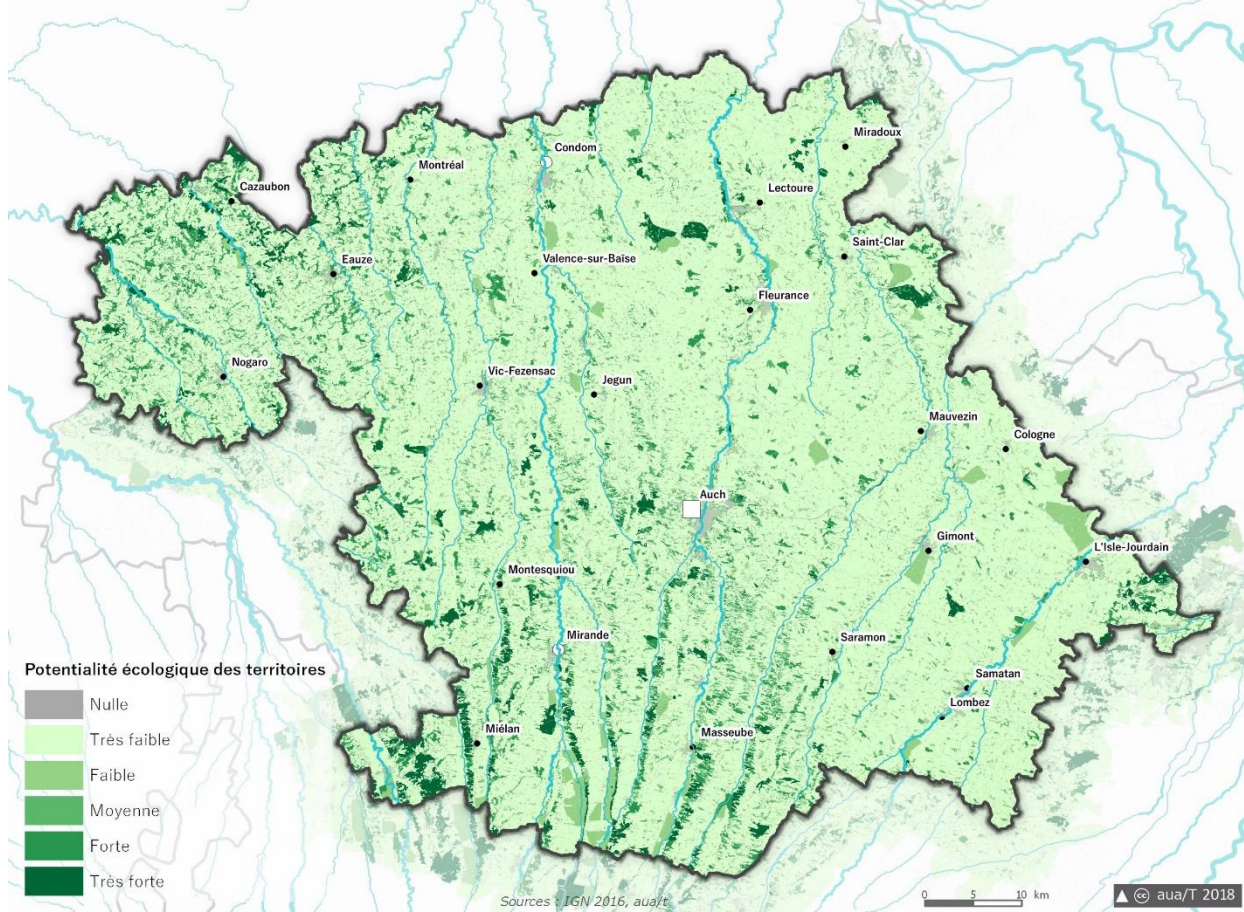 Miradoux
Condom
Montréal
Cazaubon
Lectoure
Saint-Clar
Eauze
Valence-sur-Baïse
Fleurance
Nogaro
Vic-Fezensac
Jegun
Mauvezin
Cologne
Auch
Gimont
L'Isle-Jourdain
Montesquiou
Mirande
Saramon
Samatan
Lombez
Miélan
Masseube
Potentialité écologique des territoires
Nulle
Très faible
Faible
Moyenne
Forte
Très forte
Sources : IGN 2016, aua/t
0 5 10 km
cc aua/T 2018